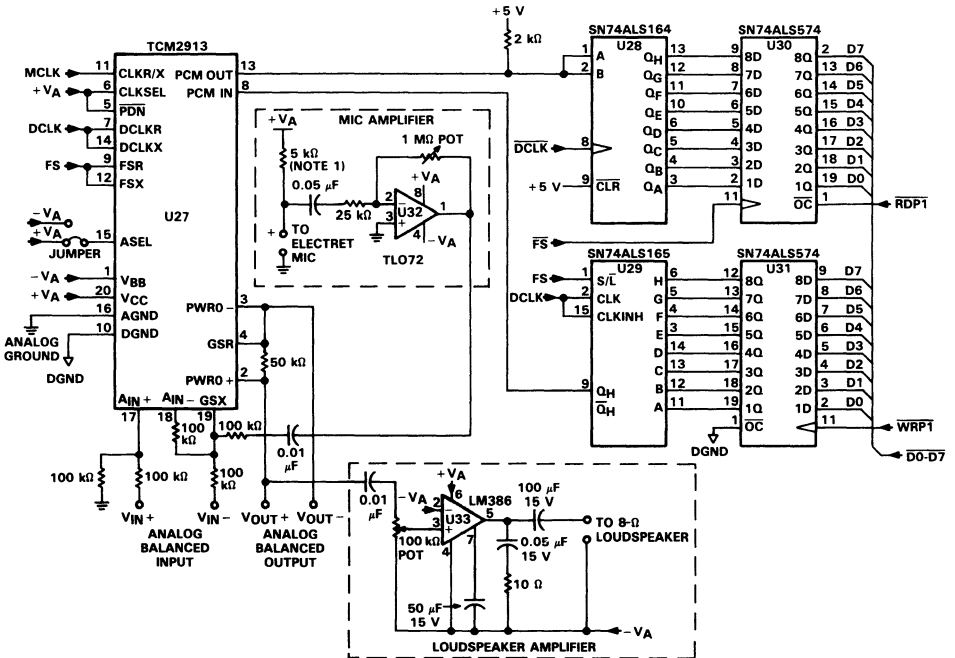 +5 V
2 kΩ
TCM2913
MCLK 11 CLKR/X PCM OUT 13
+VA 6 CLKSEL PCM IN 8
5 PDN
DCLK 7 DCLKR
14 DCLKX
FS 9 FSR
12 FSX
U27
−VA
+VA 15 ASEL
JUMPER
−VA 1 VBB
+VA 20 VCC
16 AGND
10 DGND
ANALOG
GROUND
DGND
PWRO − 3
GSR 4
50 kΩ
PWRO + 2
AIN+ AIN− GSX
17 18 19
100
kΩ
100 kΩ
0.01
μF
100 kΩ
100 kΩ
100
kΩ
VIN+ VIN− VOUT+ VOUT−
ANALOG
BALANCED
INPUT
ANALOG
BALANCED
OUTPUT
MIC AMPLIFIER
+VA
1 MΩ POT
5 kΩ
(NOTE 1)
0.05 μF
25 kΩ
+VA
8
2 −
U32
1
3 +
4
−VA
TLO72
+
TO
ELECTRET
MIC
SN74ALS164
U28
1 A QH 13
2 B QG 12
QF 11
QE 10
QD 6
DCLK 8 QC 5
QB 4
+5 V 9 CLR QA 3
SN74ALS574
U30
9 8D 8Q 2 D7
8 7D 7Q 13 D6
7 6D 6Q 14 D5
6 5D 5Q 15 D4
5 4D 4Q 16 D3
4 3D 3Q 17 D2
3 2D 2Q 18 D1
2 1D 1Q 19 D0
11 OC 1 RDP1
FS
SN74ALS165
U29
FS 1 S/L H 6
DCLK 2 CLK G 5
15 CLKINH F 4
E 3
D 14
C 13
9 QH B 12
QH A 11
SN74ALS574
U31
12 8Q 8D 9 D7
13 7Q 7D 8 D6
14 6Q 6D 7 D5
15 5Q 5D 6 D4
16 4Q 4D 5 D3
17 3Q 3D 4 D2
18 2Q 2D 3 D1
19 1Q 1D 2 D0
1 OC 11 WRP1
DGND
D0-D7
0.01
μF
+VA
−VA 6 LM386
2 −
U33
5
3 +
100 kΩ
POT
4
7
100 μF
15 V
TO 8-Ω
LOUDSPEAKER
0.05 μF
15 V
10 Ω
50 μF
15 V
−VA
LOUDSPEAKER AMPLIFIER